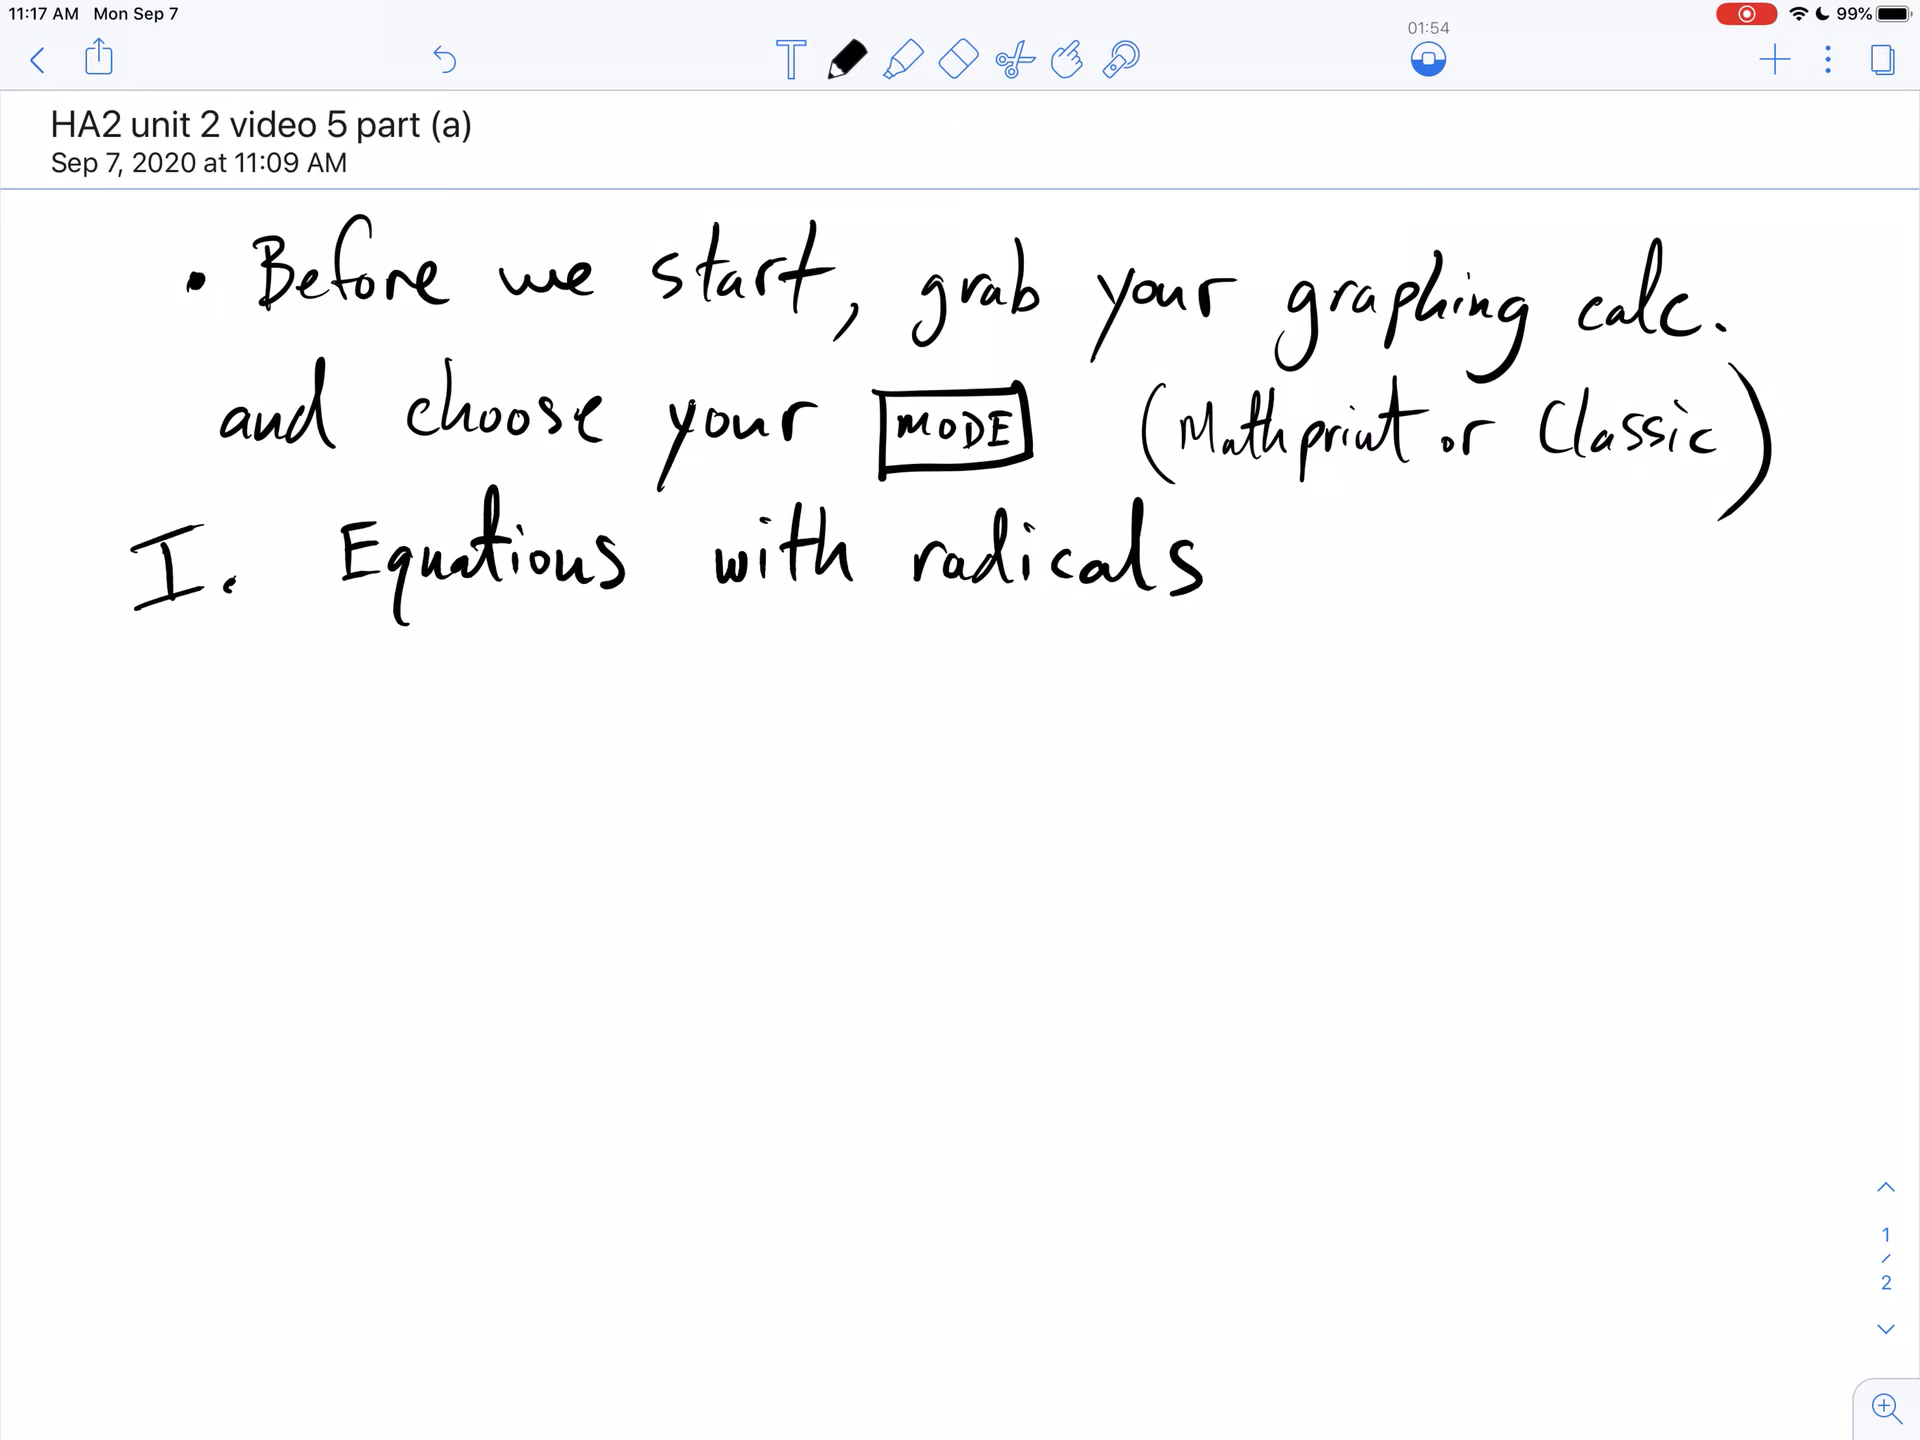 11:17 AM Mon Sep 7
99%
01:54
HA2 unit 2 video 5 part (a)
Sep 7, 2020 at 11:09 AM
• Before we start, grab your graphing calc.
and choose your MODE (Mathprint or Classic)
I. Equations with radicals
1
/
2